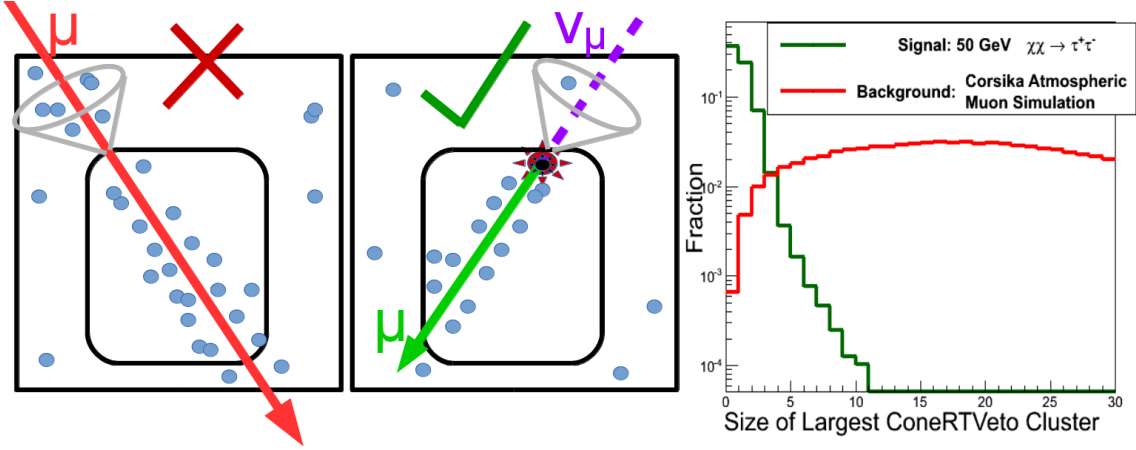 μ
ν_μ
μ
Signal: 50 GeV χχ → τ⁺τ⁻
Background: Corsika Atmospheric
Muon Simulation
Fraction
10⁻¹
10⁻²
10⁻³
10⁻⁴
0 5 10 15 20 25 30
Size of Largest ConeRTVeto Cluster